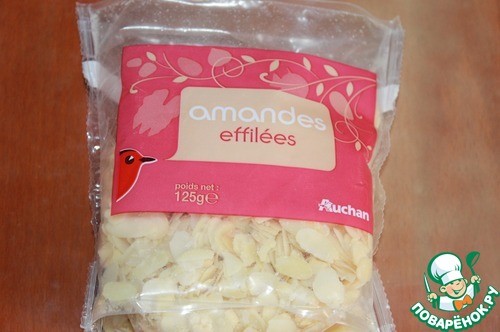 amandes
effilées
poids net :
125g℮
Auchan
ПОВАРЁНОК.РУ